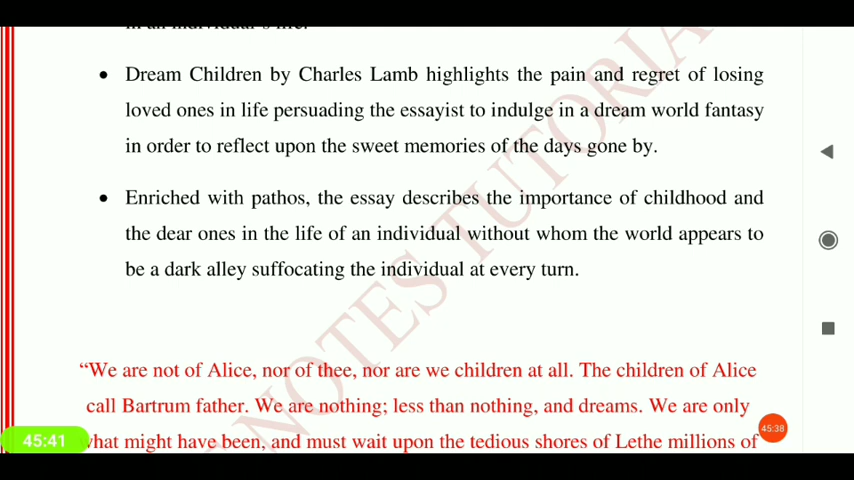 Dream Children by Charles Lamb highlights the pain and regret of losing
loved ones in life persuading the essayist to indulge in a dream world fantasy
in order to reflect upon the sweet memories of the days gone by.
Enriched with pathos, the essay describes the importance of childhood and
the dear ones in the life of an individual without whom the world appears to
be a dark alley suffocating the individual at every turn.
“We are not of Alice, nor of thee, nor are we children at all. The children of Alice
call Bartrum father. We are nothing; less than nothing, and dreams. We are only
what might have been, and must wait upon the tedious shores of Lethe millions of
45:41
45:38
NOTES TUTORIA